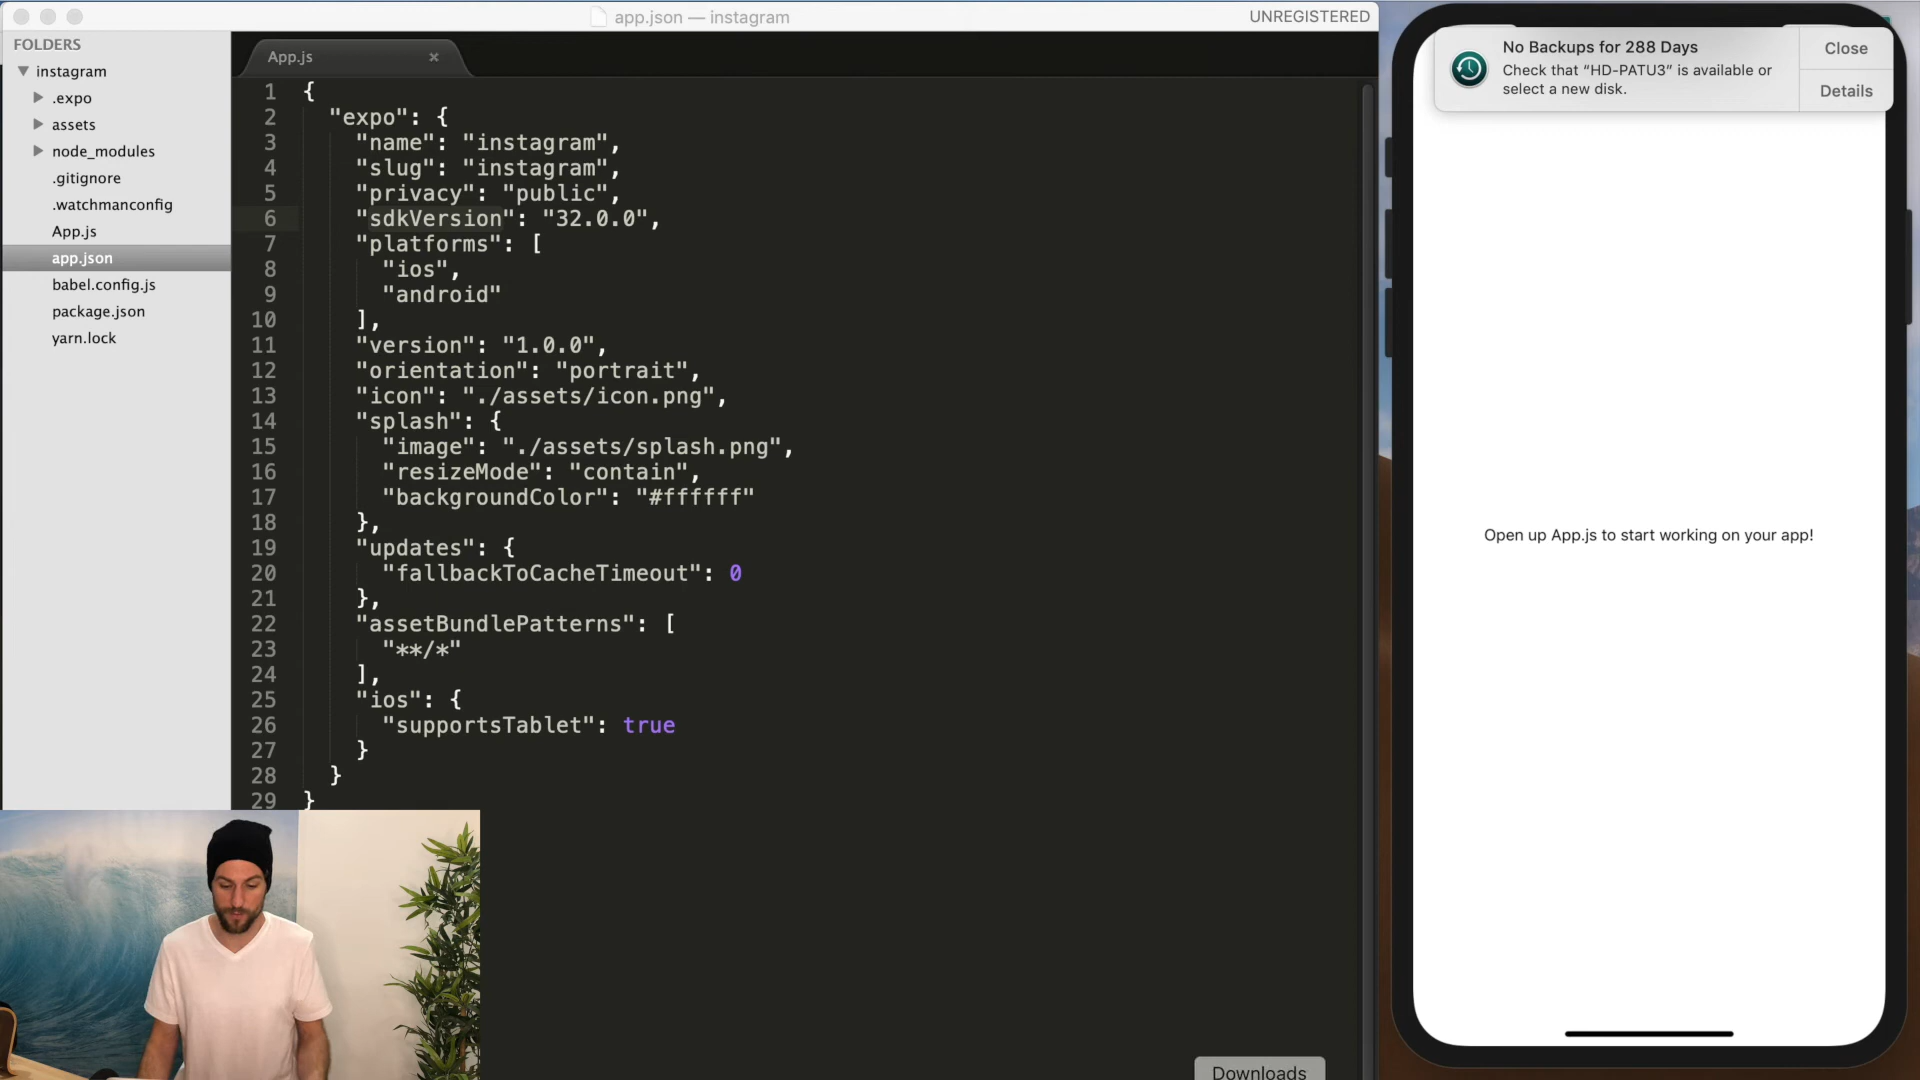 app.json — instagram
UNREGISTERED
FOLDERS
instagram
.expo
assets
node_modules
.gitignore
.watchmanconfig
App.js
app.json
babel.config.js
package.json
yarn.lock
App.js ×
1 {
2 "expo": {
3 "name": "instagram",
4 "slug": "instagram",
5 "privacy": "public",
6 "sdkVersion": "32.0.0",
7 "platforms": [
8 "ios",
9 "android"
10 ],
11 "version": "1.0.0",
12 "orientation": "portrait",
13 "icon": "./assets/icon.png",
14 "splash": {
15 "image": "./assets/splash.png",
16 "resizeMode": "contain",
17 "backgroundColor": "#ffffff"
18 },
19 "updates": {
20 "fallbackToCacheTimeout": 0
21 },
22 "assetBundlePatterns": [
23 "**/*"
24 ],
25 "ios": {
26 "supportsTablet": true
27 }
28 }
29 }
Downloads
No Backups for 288 Days
Check that “HD-PATU3” is available or
select a new disk.
Close
Details
Open up App.js to start working on your app!